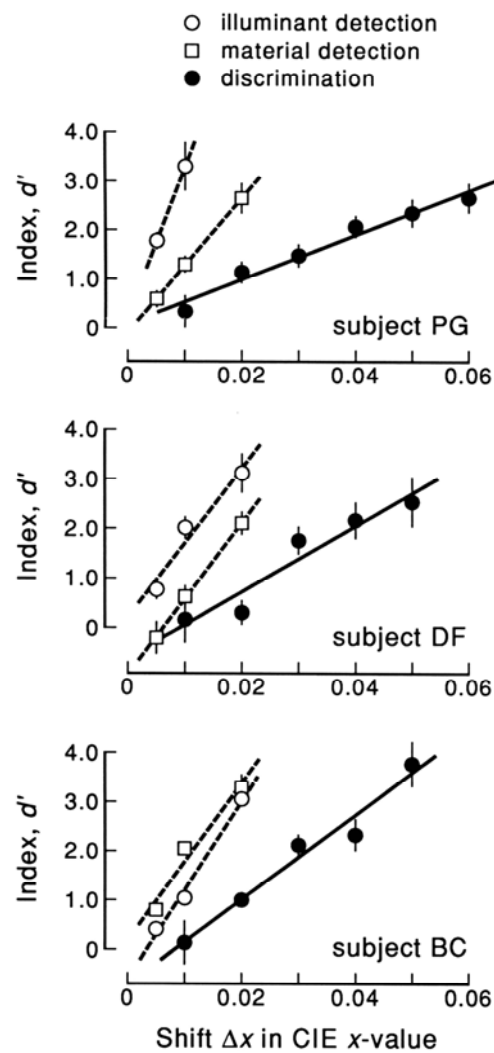 illuminant detection
material detection
discrimination
Index, d'
4.0
3.0
2.0
1.0
0
subject PG
0 0.02 0.04 0.06
Index, d'
4.0
3.0
2.0
1.0
0
subject DF
0 0.02 0.04 0.06
Index, d'
4.0
3.0
2.0
1.0
0
subject BC
0 0.02 0.04 0.06
Shift Δx in CIE x-value